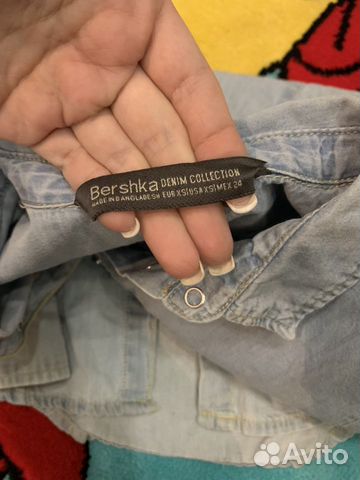 Bershka DENIM COLLECTION
MADE IN BANGLADESH EUR XS|USA XS|MEX 24
Avito